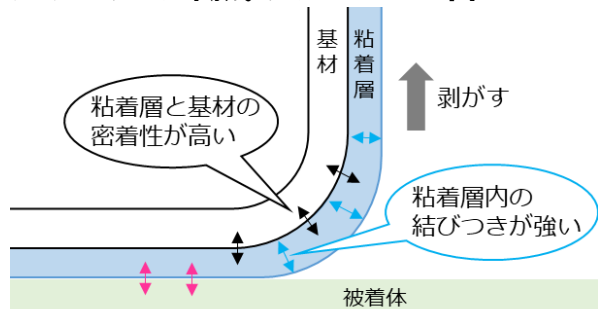 基材
粘着層
剥がす
粘着層と基材の
密着性が高い
粘着層内の
結びつきが強い
被着体